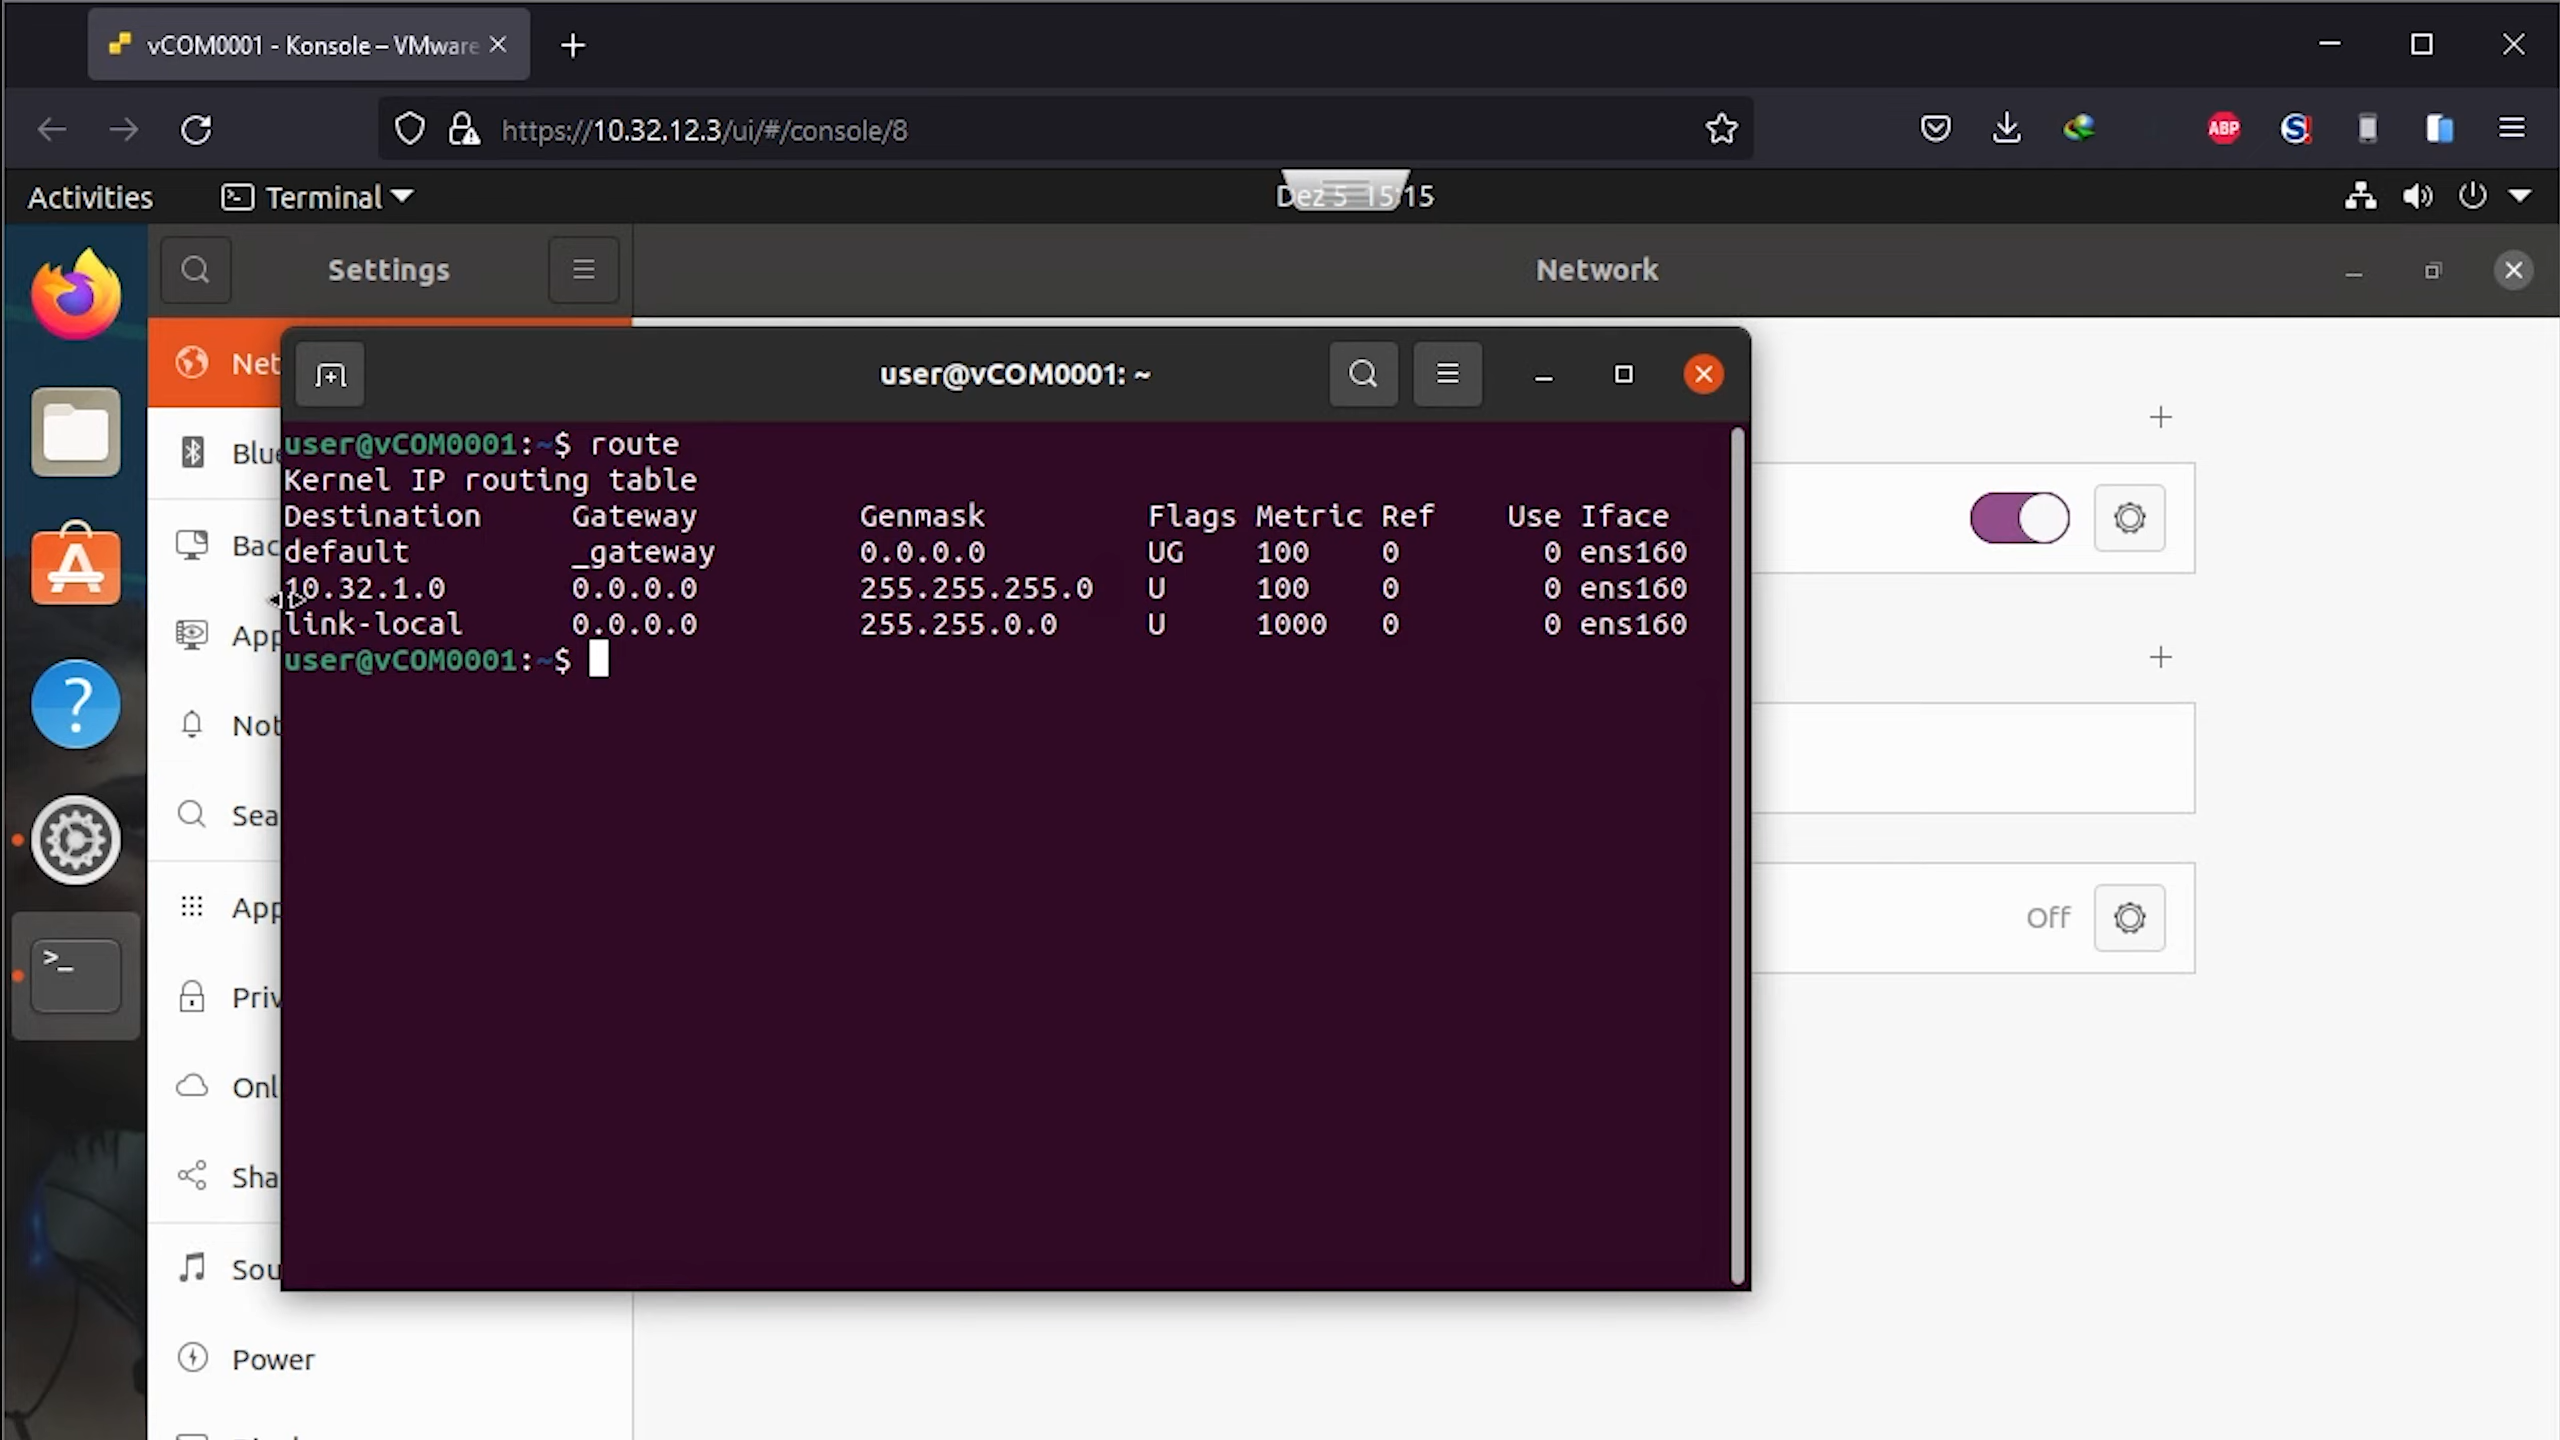 vCOM0001 - Konsole – VMware
https://10.32.12.3/ui/#/console/8
ABP
Activities
Terminal
Dez 5 15:15
Settings
Network
Net
user@vCOM0001: ~
Blue
Bac
App
Not
Sea
App
Priv
Onl
Sha
Sou
Power
user@vCOM0001:~$ route
Kernel IP routing table
Destination Gateway Genmask Flags Metric Ref Use Iface
default _gateway 0.0.0.0 UG 100 0 0 ens160
10.32.1.0 0.0.0.0 255.255.255.0 U 100 0 0 ens160
link-local 0.0.0.0 255.255.0.0 U 1000 0 0 ens160
user@vCOM0001:~$
Off